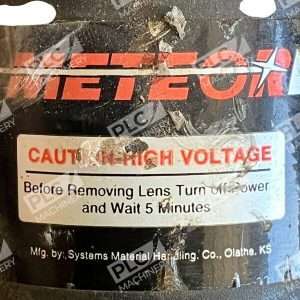 METEOR
CAUTION-HIGH VOLTAGE
Before Removing Lens Turn off Power
and Wait 5 Minutes
Mfg. by: Systems Material Handling. Co., Olathe, KS